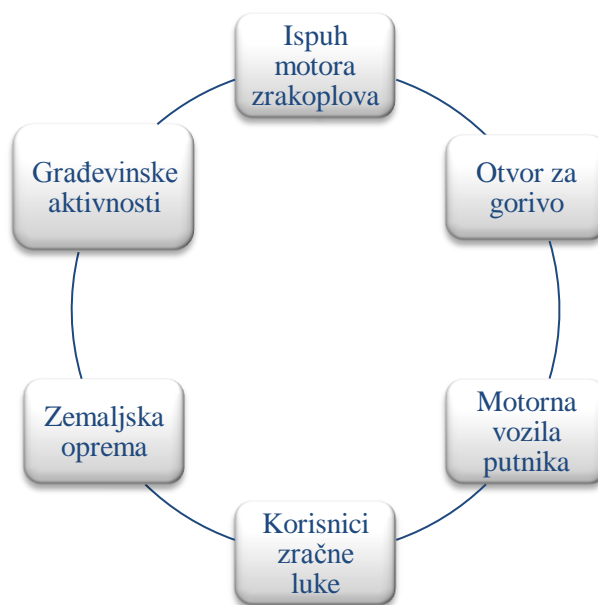 Ispuh
motora
zrakoplova
Otvor za
gorivo
Motorna
vozila
putnika
Korisnici
zračne
luke
Zemaljska
oprema
Građevinske
aktivnosti